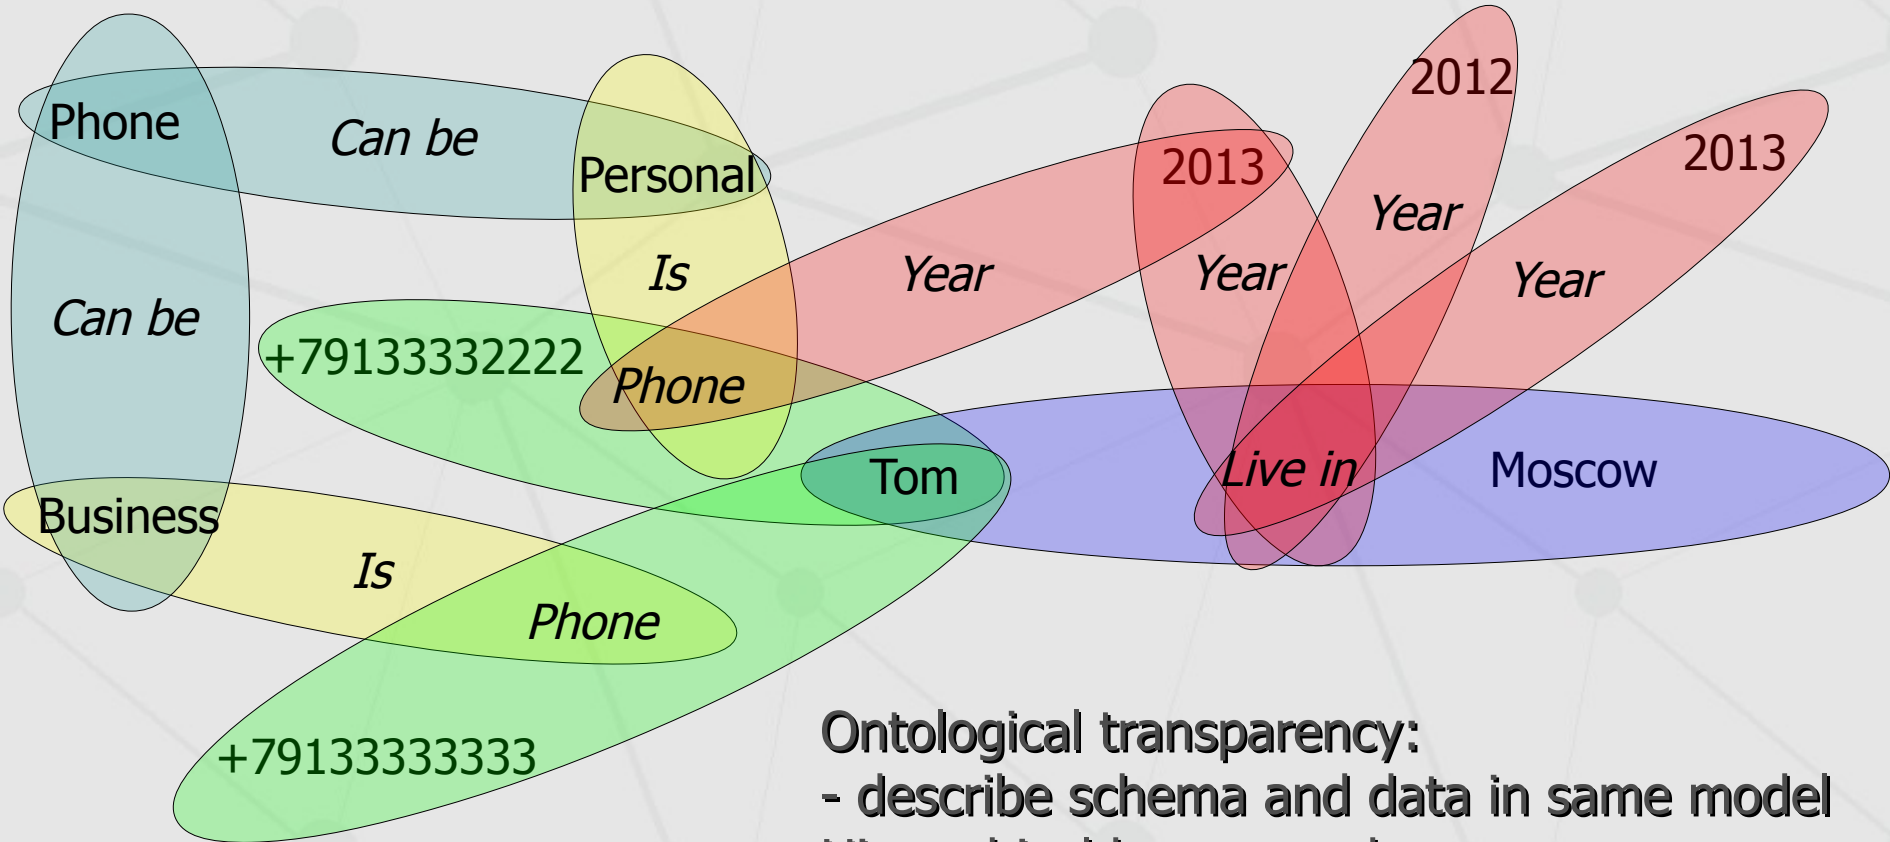 2012
Phone
Can be
Personal
2013
2013
Year
Is
Year
Year
Year
Can be
+79133332222
Phone
Tom
Live in
Moscow
Business
Is
Phone
+79133333333
Ontological transparency:
- describe schema and data in same model